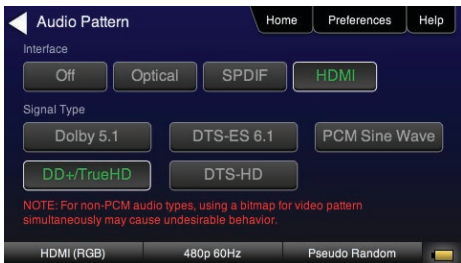 Audio Pattern Home Preferences Help
Interface
Off Optical SPDIF HDMI
Signal Type
Dolby 5.1 DTS-ES 6.1 PCM Sine Wave
DD+/TrueHD DTS-HD
NOTE: For non-PCM audio types, using a bitmap for video pattern
simultaneously may cause undesirable behavior.
HDMI (RGB) 480p 60Hz Pseudo Random